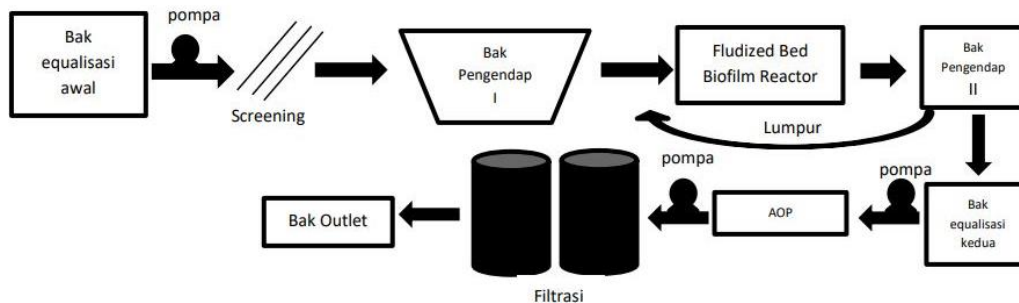 pompa
Bak
equalisasi
awal
Screening
Bak
Pengendap
I
Fludized Bed
Biofilm Reactor
Bak
Pengendap
II
Lumpur
pompa
Bak
equalisasi
kedua
AOP
pompa
Filtrasi
Bak Outlet